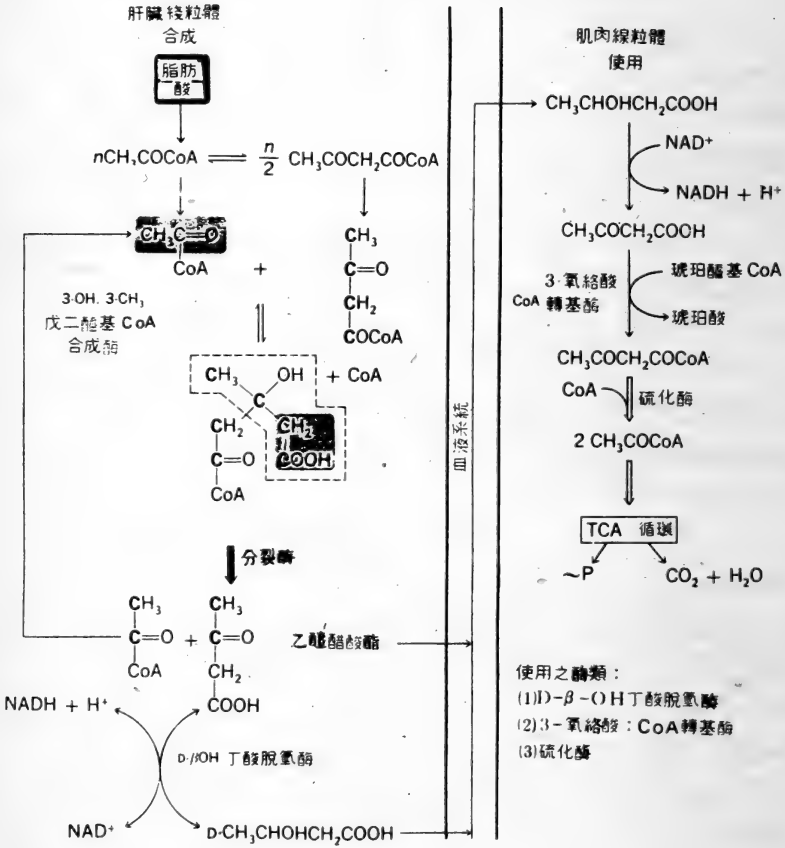 肝臟 綫粒體
合成
脂肪
酸
nCH₃COCoA ⇌ n/2 CH₃COCH₂COCoA
CH₃C=O
CoA
+
CH₃
C=O
CH₂
COCoA
3·OH. 3·CH₃
戊二醯基 CoA
合成酶
CH₃ OH + CoA
C
CH₂ CH₂
C=O COOH
CoA
分裂酶
CH₃ CH₃
C=O + C=O 乙醯醋酸酯
CoA CH₂
NADH + H⁺ COOH
D·βOH 丁酸脫氫酶
NAD⁺ D·CH₃CHOHCH₂COOH
血液系統
肌肉線粒體
使用
CH₃CHOHCH₂COOH
NAD⁺
NADH + H⁺
CH₃COCH₂COOH
3·氧絡酸 琥珀醯基 CoA
CoA 轉基酶
琥珀酸
CH₃COCH₂COCoA
CoA 硫化酶
2 CH₃COCoA
TCA 循環
~P CO₂ + H₂O
使用之酶類：
(1)D-β-OH丁酸脫氫酶
(2)3-氧絡酸：CoA轉基酶
(3)硫化酶